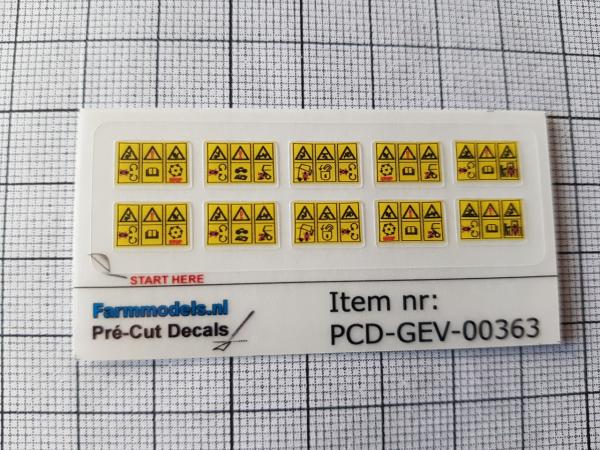 START HERE
Farmmodels.nl
Pré-Cut Decals
Item nr:
PCD-GEV-00363